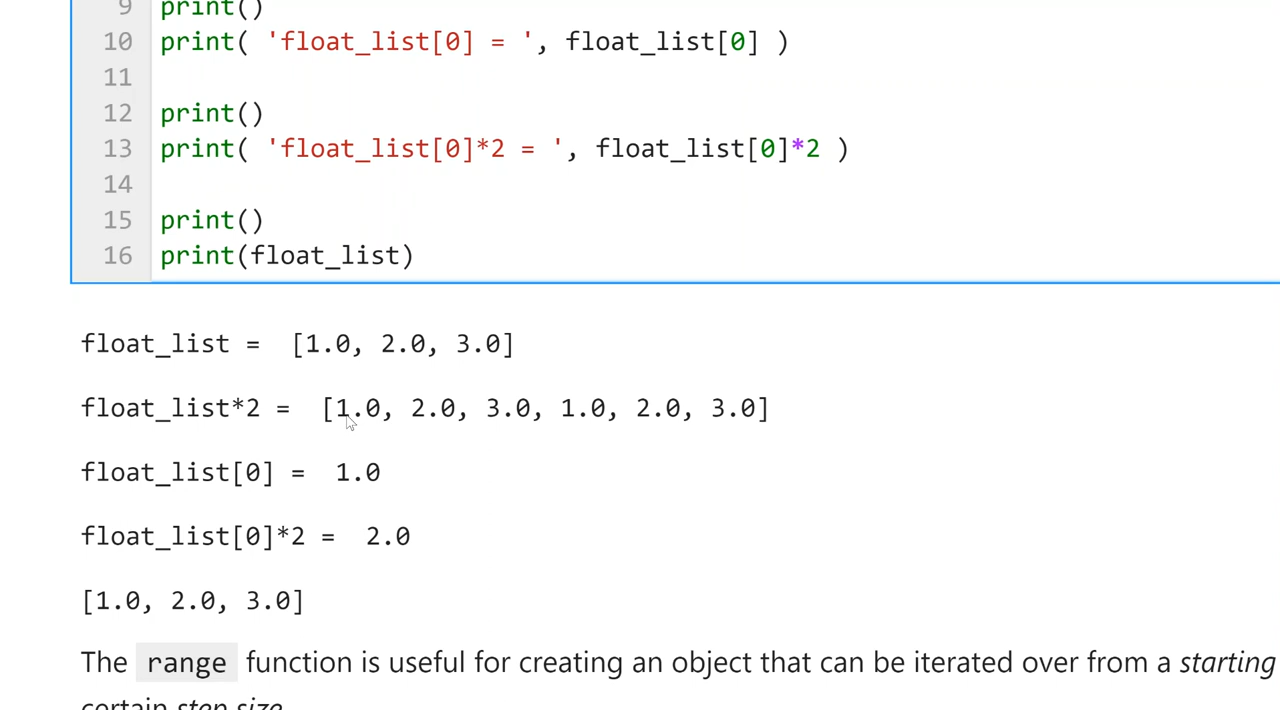 9 print()
10 print( 'float_list[0] = ', float_list[0] )
11
12 print()
13 print( 'float_list[0]*2 = ', float_list[0]*2 )
14
15 print()
16 print(float_list)
float_list =  [1.0, 2.0, 3.0]
float_list*2 =  [1.0, 2.0, 3.0, 1.0, 2.0, 3.0]
float_list[0] =  1.0
float_list[0]*2 =  2.0
[1.0, 2.0, 3.0]
The range function is useful for creating an object that can be iterated over from a starting
certain step size